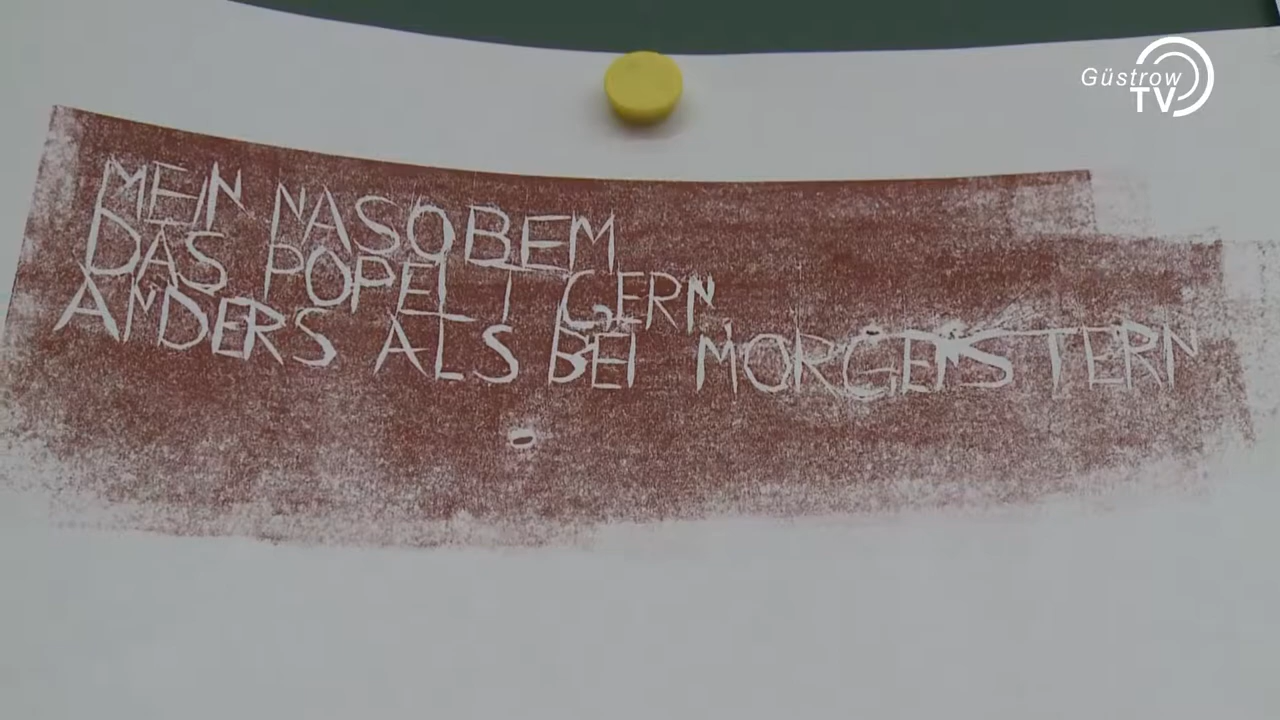 Güstrow
TV
MEIN NASOBEM
DAS POPELT GERN
ANDERS ALS BEI MORGENSTERN